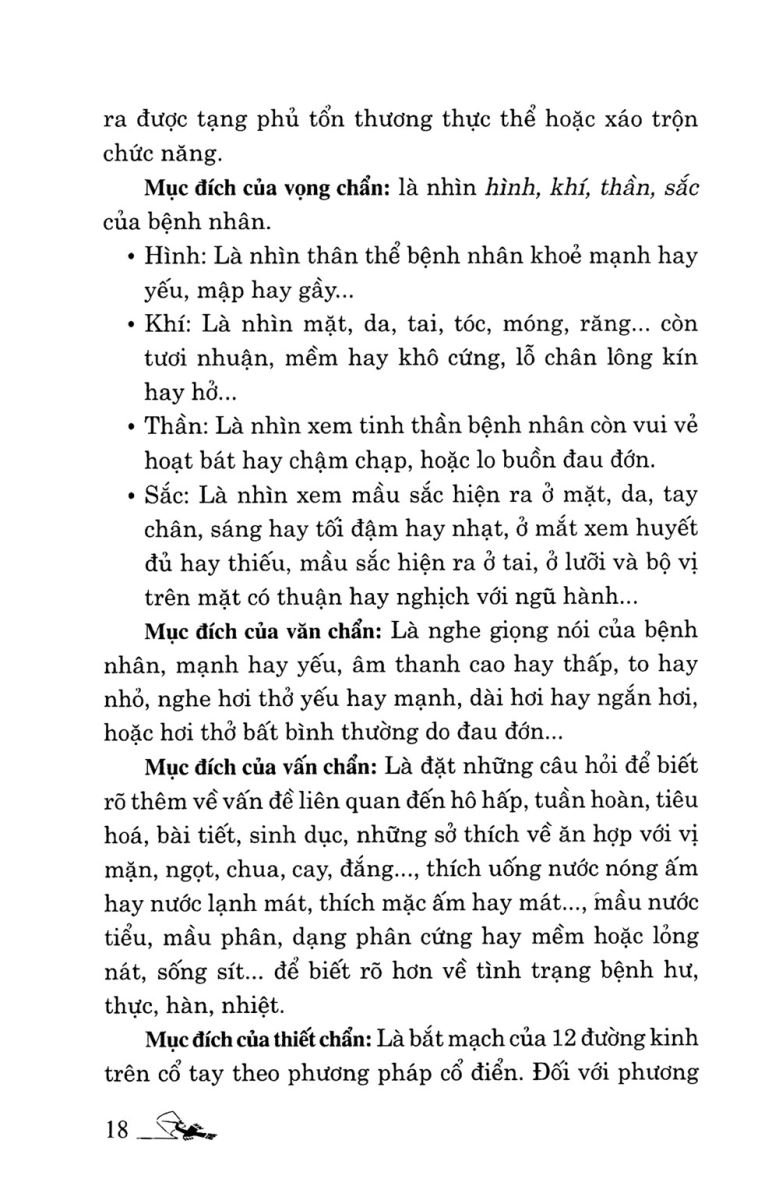 ra được tạng phủ tổn thương thực thể hoặc xáo trộn
chức năng.
Mục đích của vọng chẩn: là nhìn hình, khí, thần, sắc
của bệnh nhân.
• Hình: Là nhìn thân thể bệnh nhân khoẻ mạnh hay
yếu, mập hay gầy...
• Khí: Là nhìn mặt, da, tai, tóc, móng, răng... còn
tươi nhuận, mềm hay khô cứng, lỗ chân lông kín
hay hở...
• Thần: Là nhìn xem tinh thần bệnh nhân còn vui vẻ
hoạt bát hay chậm chạp, hoặc lo buồn đau đớn.
• Sắc: Là nhìn xem mầu sắc hiện ra ở mặt, da, tay
chân, sáng hay tối đậm hay nhạt, ở mắt xem huyết
đủ hay thiếu, mầu sắc hiện ra ở tai, ở lưỡi và bộ vị
trên mặt có thuận hay nghịch với ngũ hành...
Mục đích của văn chẩn: Là nghe giọng nói của bệnh
nhân, mạnh hay yếu, âm thanh cao hay thấp, to hay
nhỏ, nghe hơi thở yếu hay mạnh, dài hơi hay ngắn hơi,
hoặc hơi thở bất bình thường do đau đớn...
Mục đích của vấn chẩn: Là đặt những câu hỏi để biết
rõ thêm về vấn đề liên quan đến hô hấp, tuần hoàn, tiêu
hoá, bài tiết, sinh dục, những sở thích về ăn hợp với vị
mặn, ngọt, chua, cay, đắng..., thích uống nước nóng ấm
hay nước lạnh mát, thích mặc ấm hay mát..., mầu nước
tiểu, mầu phân, dạng phân cứng hay mềm hoặc lỏng
nát, sống sít... để biết rõ hơn về tình trạng bệnh hư,
thực, hàn, nhiệt.
Mục đích của thiết chẩn: Là bắt mạch của 12 đường kinh
trên cổ tay theo phương pháp cổ điển. Đối với phương
18